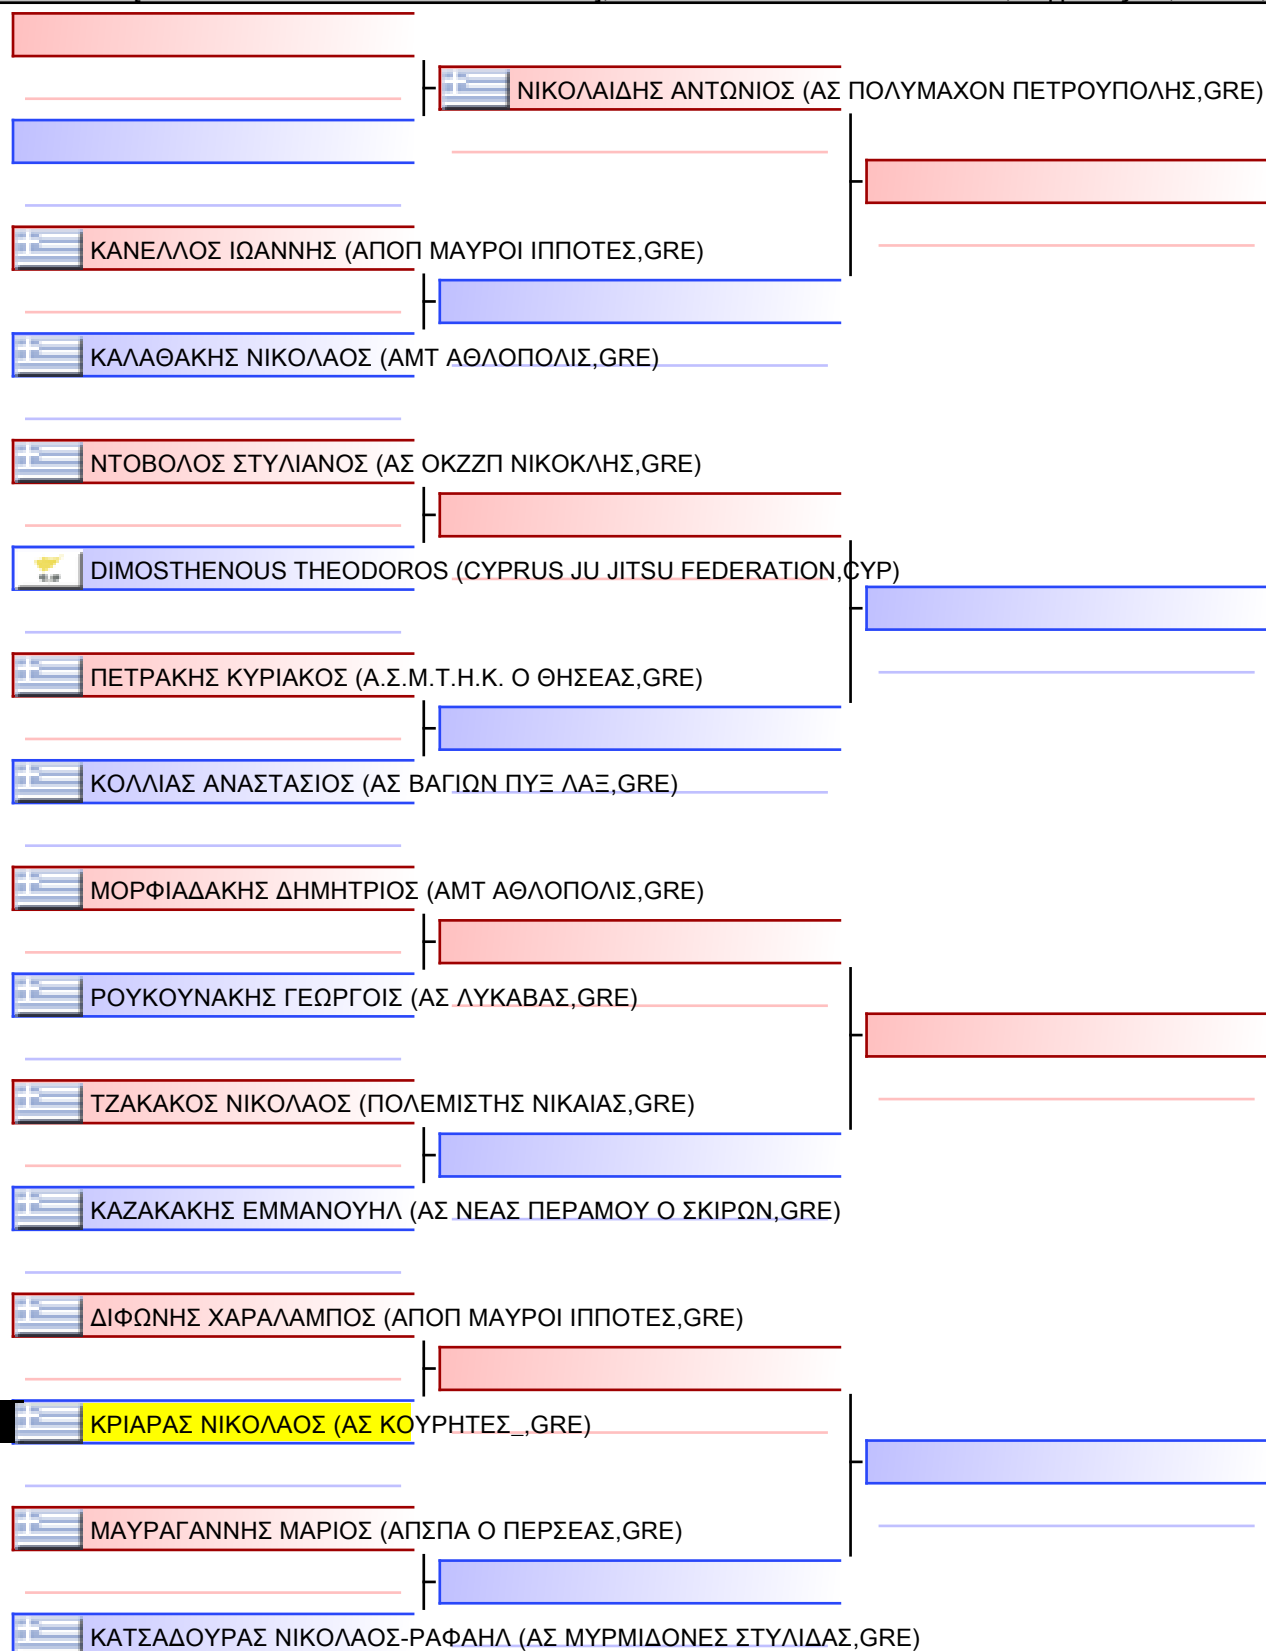 ΝΙΚΟΛΑΙΔΗΣ ΑΝΤΩΝΙΟΣ (ΑΣ ΠΟΛΥΜΑΧΟΝ ΠΕΤΡΟΥΠΟΛΗΣ,GRE)
ΚΑΝΕΛΛΟΣ ΙΩΑΝΝΗΣ (ΑΠΟΠ ΜΑΥΡΟΙ ΙΠΠΟΤΕΣ,GRE)
ΚΑΛΑΘΑΚΗΣ ΝΙΚΟΛΑΟΣ (ΑΜΤ ΑΘΛΟΠΟΛΙΣ,GRE)
ΝΤΟΒΟΛΟΣ ΣΤΥΛΙΑΝΟΣ (ΑΣ ΟΚΖΖΠ ΝΙΚΟΚΛΗΣ,GRE)
DIMOSTHENOUS THEODOROS (CYPRUS JU JITSU FEDERATION,CYP)
ΠΕΤΡΑΚΗΣ ΚΥΡΙΑΚΟΣ (Α.Σ.Μ.Τ.Η.Κ. Ο ΘΗΣΕΑΣ,GRE)
ΚΟΛΛΙΑΣ ΑΝΑΣΤΑΣΙΟΣ (ΑΣ ΒΑΓΙΩΝ ΠΥΞ ΛΑΞ,GRE)
ΜΟΡΦΙΑΔΑΚΗΣ ΔΗΜΗΤΡΙΟΣ (ΑΜΤ ΑΘΛΟΠΟΛΙΣ,GRE)
ΡΟΥΚΟΥΝΑΚΗΣ ΓΕΩΡΓΟΙΣ (ΑΣ ΛΥΚΑΒΑΣ,GRE)
ΤΖΑΚΑΚΟΣ ΝΙΚΟΛΑΟΣ (ΠΟΛΕΜΙΣΤΗΣ ΝΙΚΑΙΑΣ,GRE)
ΚΑΖΑΚΑΚΗΣ ΕΜΜΑΝΟΥΗΛ (ΑΣ ΝΕΑΣ ΠΕΡΑΜΟΥ Ο ΣΚΙΡΩΝ,GRE)
ΔΙΦΩΝΗΣ ΧΑΡΑΛΑΜΠΟΣ (ΑΠΟΠ ΜΑΥΡΟΙ ΙΠΠΟΤΕΣ,GRE)
ΚΡΙΑΡΑΣ ΝΙΚΟΛΑΟΣ (ΑΣ ΚΟΥΡΗΤΕΣ_,GRE)
ΜΑΥΡΑΓΑΝΝΗΣ ΜΑΡΙΟΣ (ΑΠΣΠΑ Ο ΠΕΡΣΕΑΣ,GRE)
ΚΑΤΣΑΔΟΥΡΑΣ ΝΙΚΟΛΑΟΣ-ΡΑΦΑΗΛ (ΑΣ ΜΥΡΜΙΔΟΝΕΣ ΣΤΥΛΙΔΑΣ,GRE)